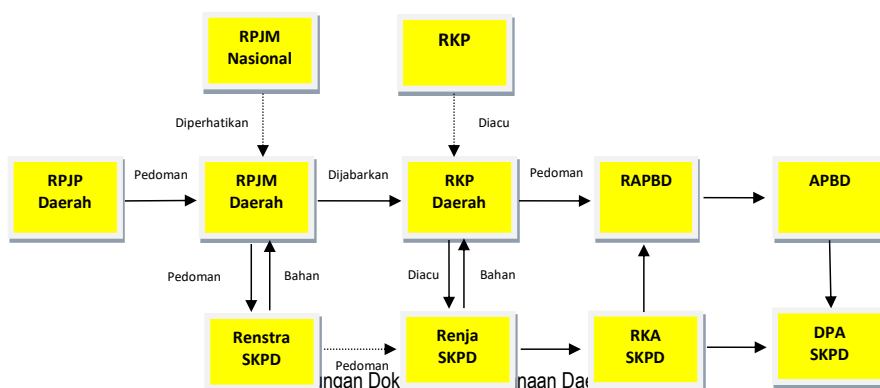 RPJM
Nasional
RKP
Diperhatikan
Diacu
RPJP
Daerah
Pedoman
RPJM
Daerah
Dijabarkan
RKP
Daerah
Pedoman
RAPBD
APBD
Pedoman
Bahan
Diacu
Bahan
Renstra
SKPD
Pedoman
Renja
SKPD
RKA
SKPD
DPA
SKPD